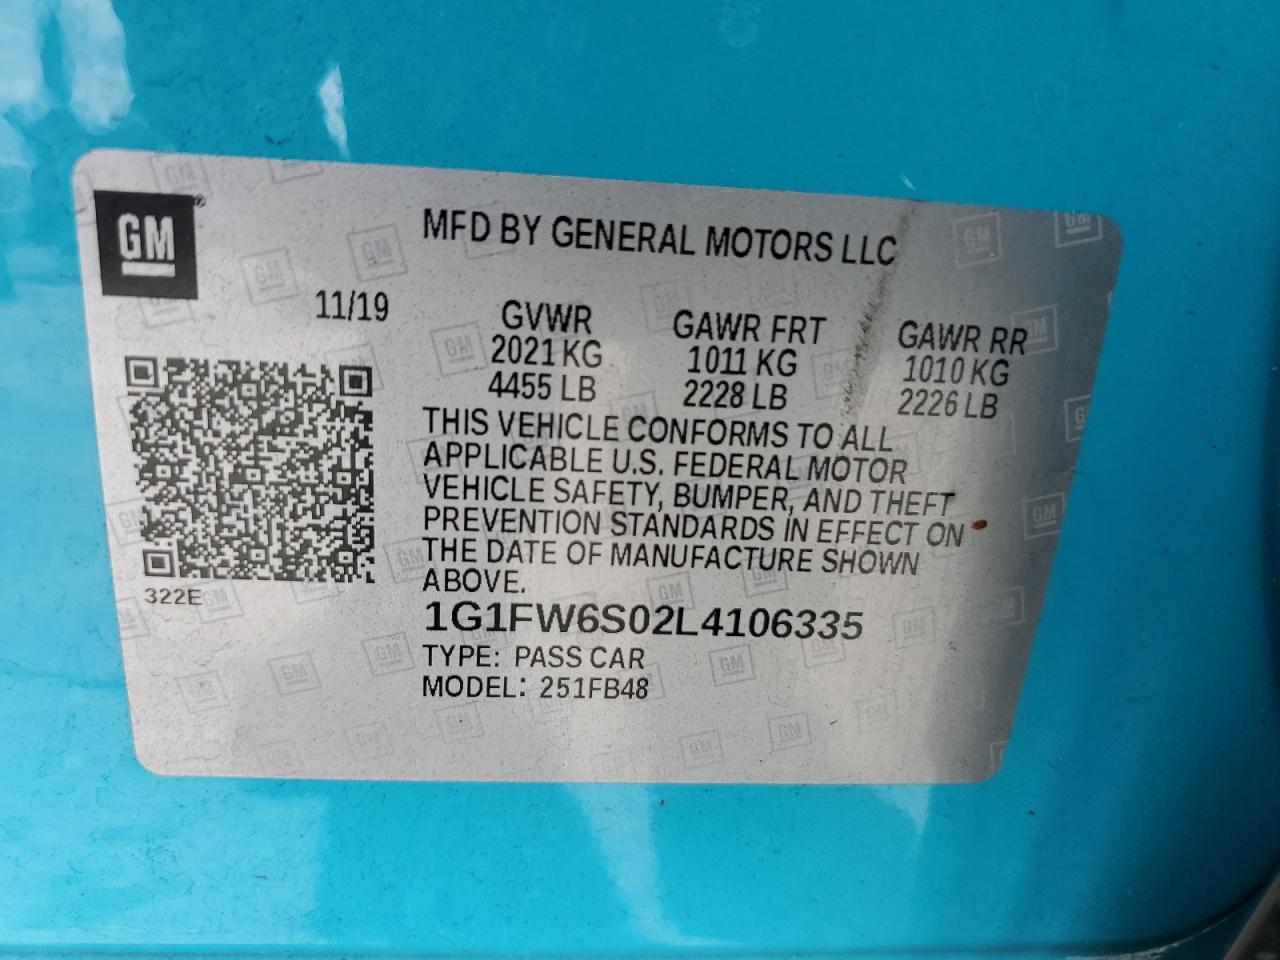 GM®
MFD BY GENERAL MOTORS LLC
11/19
GVWR GAWR FRT GAWR RR
2021 KG 1011 KG 1010 KG
4455 LB 2228 LB 2226 LB
THIS VEHICLE CONFORMS TO ALL
APPLICABLE U.S. FEDERAL MOTOR
VEHICLE SAFETY, BUMPER, AND THEFT
PREVENTION STANDARDS IN EFFECT ON
THE DATE OF MANUFACTURE SHOWN
ABOVE.
322E
1G1FW6S02L4106335
TYPE: PASS CAR
MODEL: 251FB48